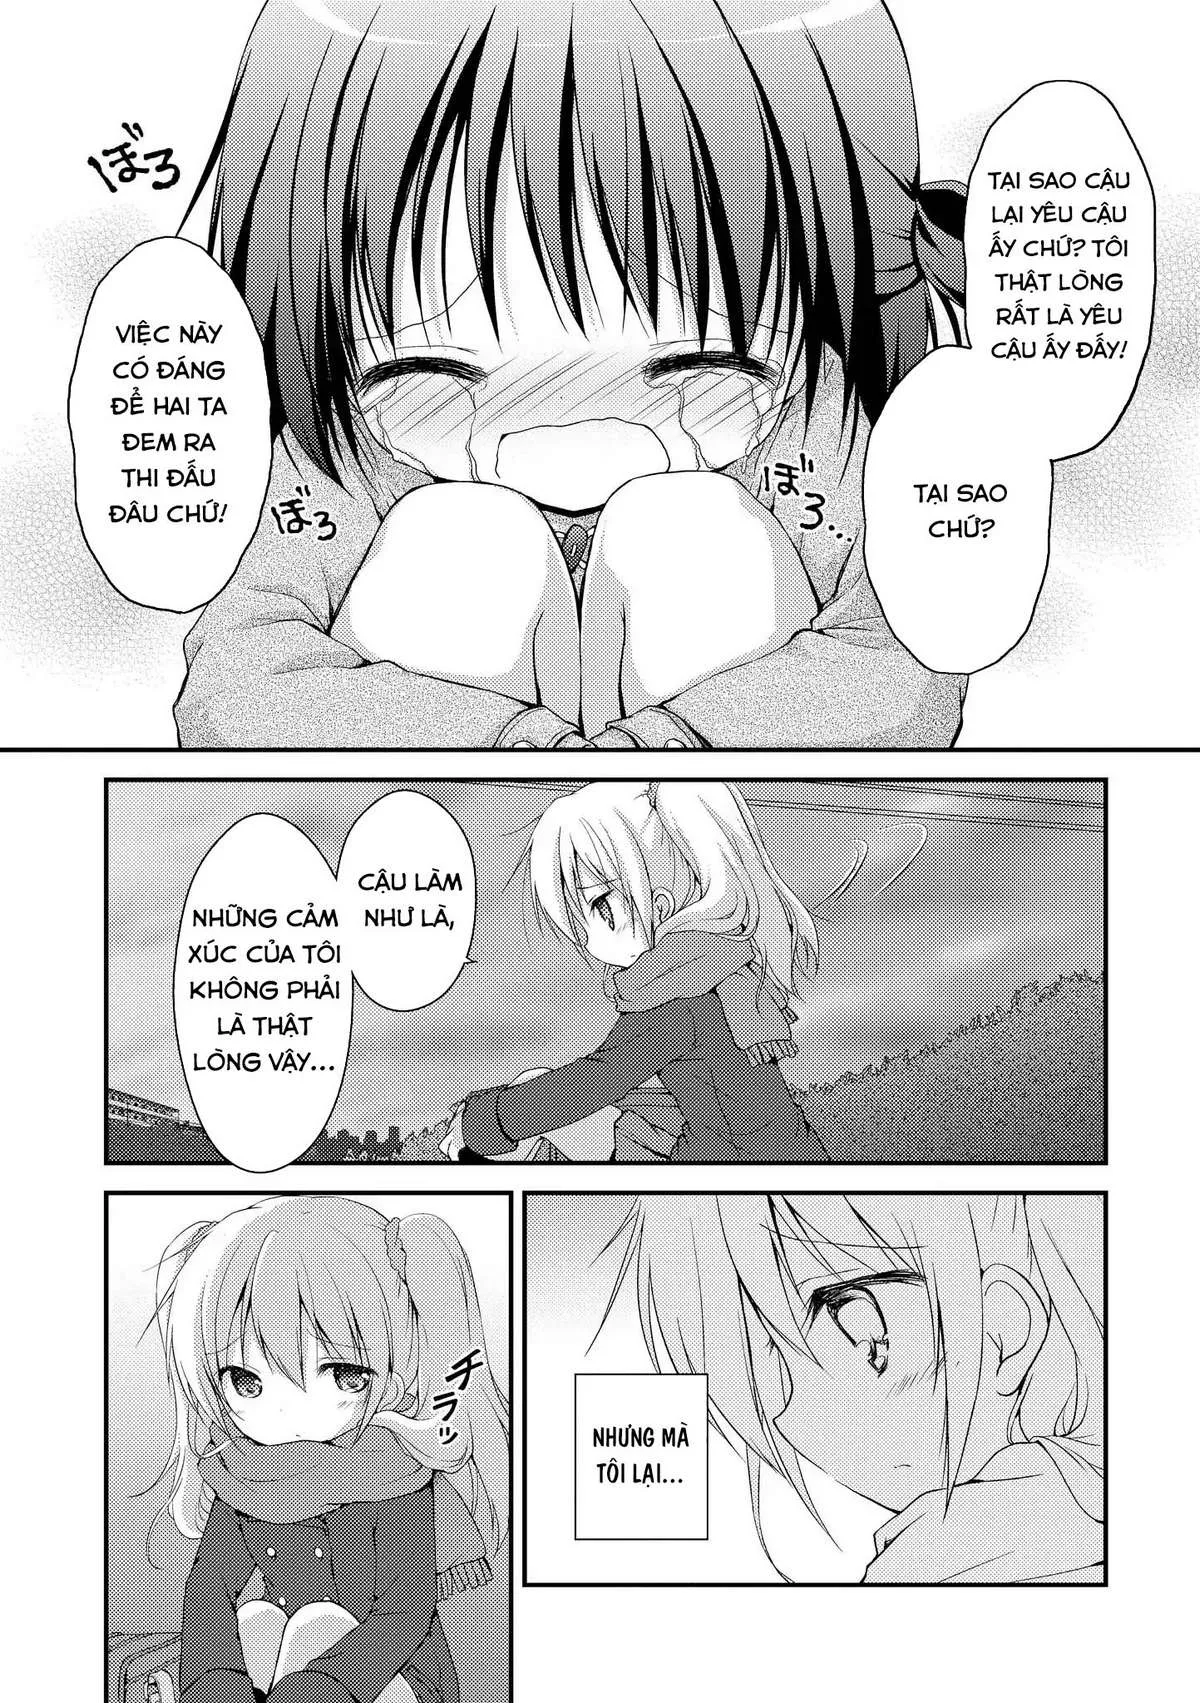 TẠI SAO CẬU
LẠI YÊU CẬU
ẤY CHỨ? TÔI
THẬT LÒNG
RẤT LÀ YÊU
CẬU ẤY ĐẤY!
TẠI SAO
CHỨ?
ぼろ
ぼろ...
ぼろ
VIỆC NÀY
CÓ ĐÁNG
ĐỂ HAI TA
ĐEM RA
THI ĐẤU
ĐÂU CHỨ!
CẬU LÀM
NHƯ LÀ,
NHỮNG CẢM
XÚC CỦA TÔI
KHÔNG PHẢI
LÀ THẬT
LÒNG VẬY...
NHƯNG MÀ
TÔI LẠI...
チラッ